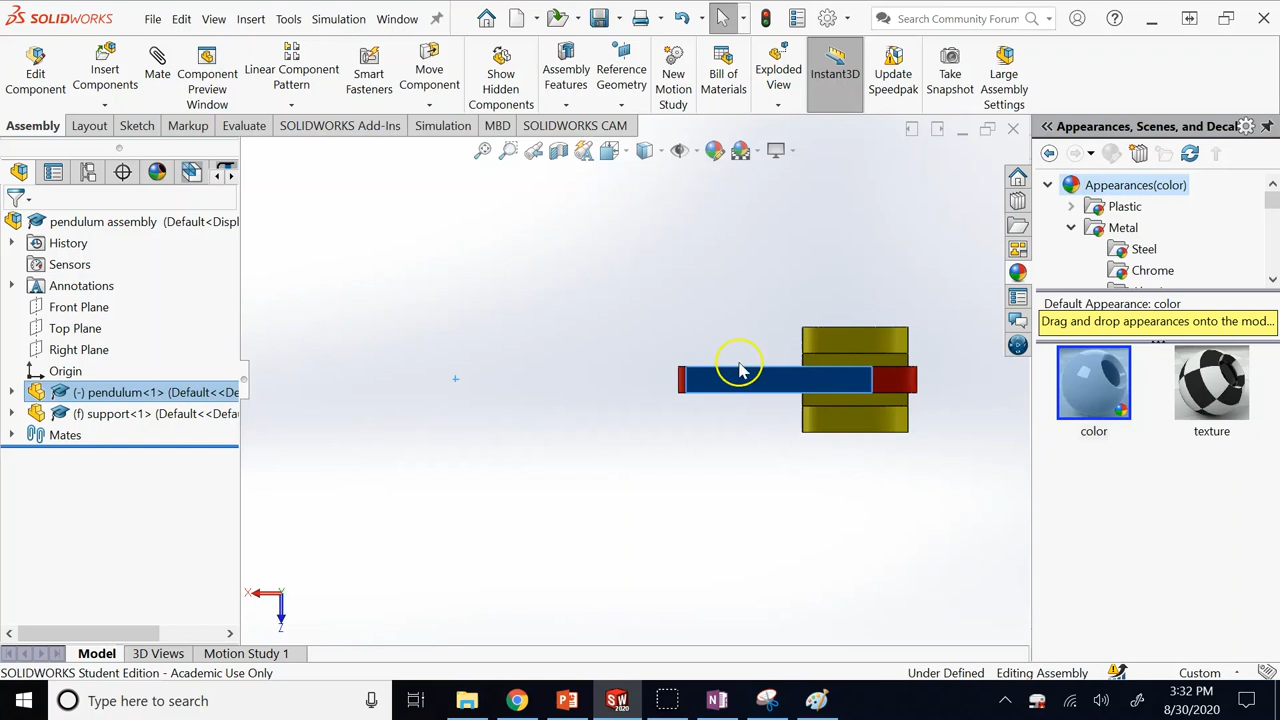 SOLIDWORKS File Edit View Insert Tools Simulation Window Search Community Forum
Edit Component
Insert Components
Mate
Component Preview Window
Linear Component Pattern
Smart Fasteners
Move Component
Show Hidden Components
Assembly Features
Reference Geometry
New Motion Study
Bill of Materials
Exploded View
Instant3D
Update Speedpak
Take Snapshot
Large Assembly Settings
Assembly Layout Sketch Markup Evaluate SOLIDWORKS Add-Ins Simulation MBD SOLIDWORKS CAM
Appearances, Scenes, and Decal
pendulum assembly (Default<Displ
History
Sensors
Annotations
Front Plane
Top Plane
Right Plane
Origin
(-) pendulum<1> (Default<<De
(f) support<1> (Default<<Defau
Mates
Appearances(color)
Plastic
Metal
Steel
Chrome
Default Appearance: color
Drag and drop appearances onto the mod...
color texture
X
Z
Model 3D Views Motion Study 1
SOLIDWORKS Student Edition - Academic Use Only Under Defined Editing Assembly Custom
Type here to search
SW
2020
3:32 PM
8/30/2020